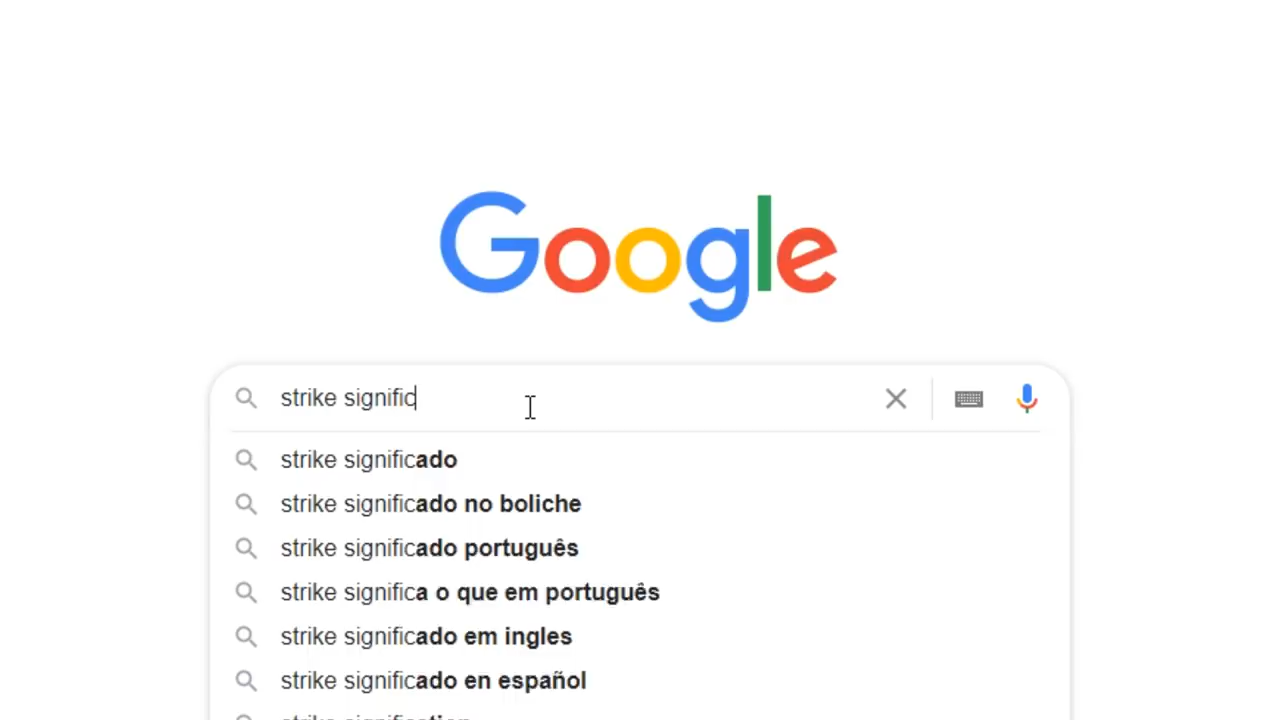 Google
strike signific
strike significado
strike significado no boliche
strike significado português
strike significa o que em português
strike significado em ingles
strike significado en español